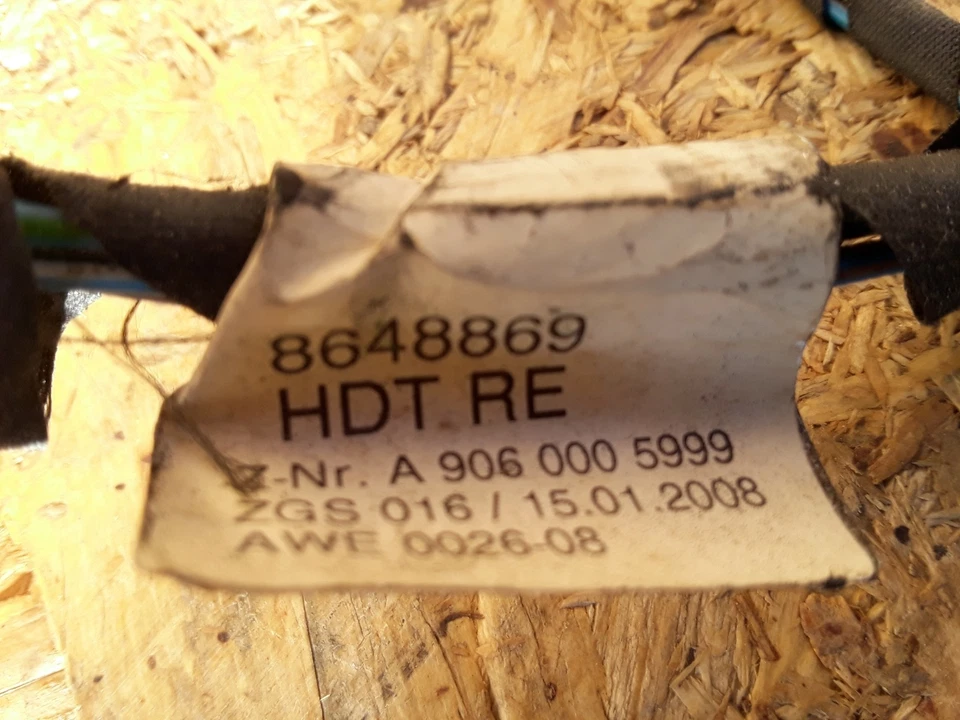 8648869
HDT RE
Z-Nr. A 906 000 5999
ZGS 016 / 15.01.2008
AWE 0026-08